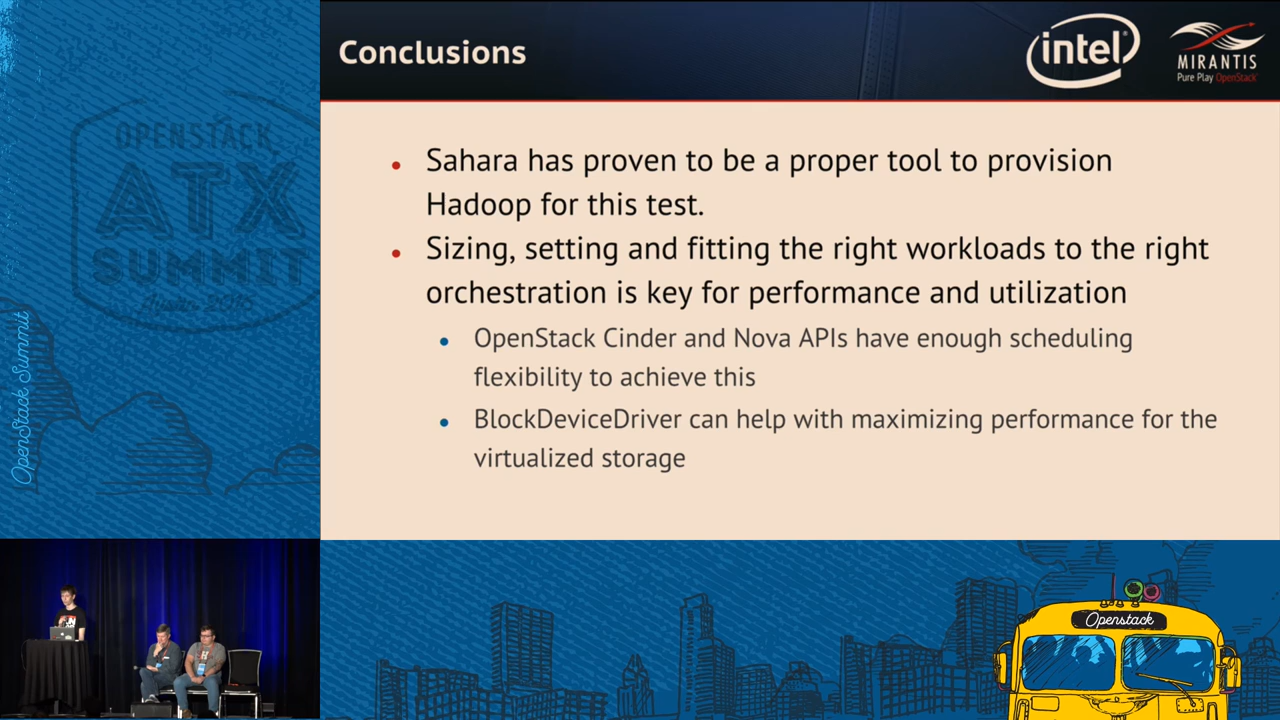 Conclusions
intel
MIRANTIS
Pure Play OpenStack
Sahara has proven to be a proper tool to provision
Hadoop for this test.
Sizing, setting and fitting the right workloads to the right
orchestration is key for performance and utilization
OpenStack Cinder and Nova APIs have enough scheduling
flexibility to achieve this
BlockDeviceDriver can help with maximizing performance for the
virtualized storage
OPENSTACK
ATX
SUMMIT
Austin 2016
OpenStack Summit
Openstack